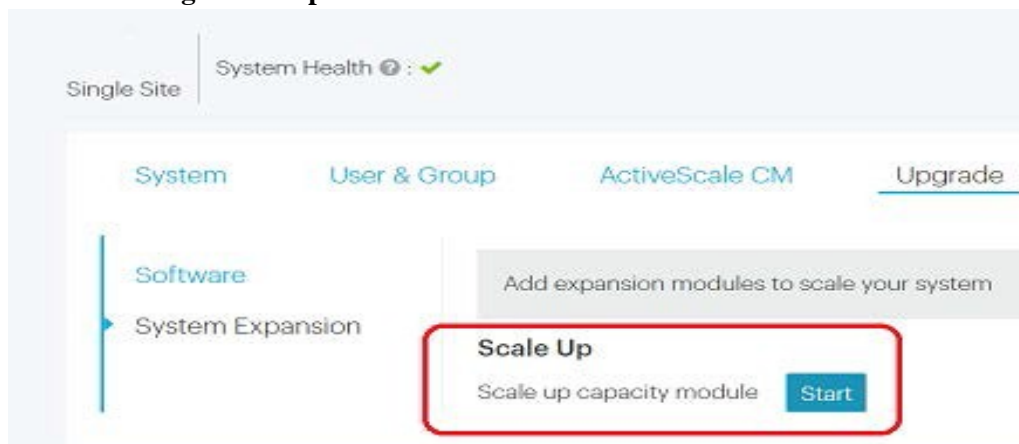 System Health ? : ✔
Single Site
System User & Group ActiveScale CM Upgrade
Software
Add expansion modules to scale your system
System Expansion
Scale Up
Scale up capacity module Start